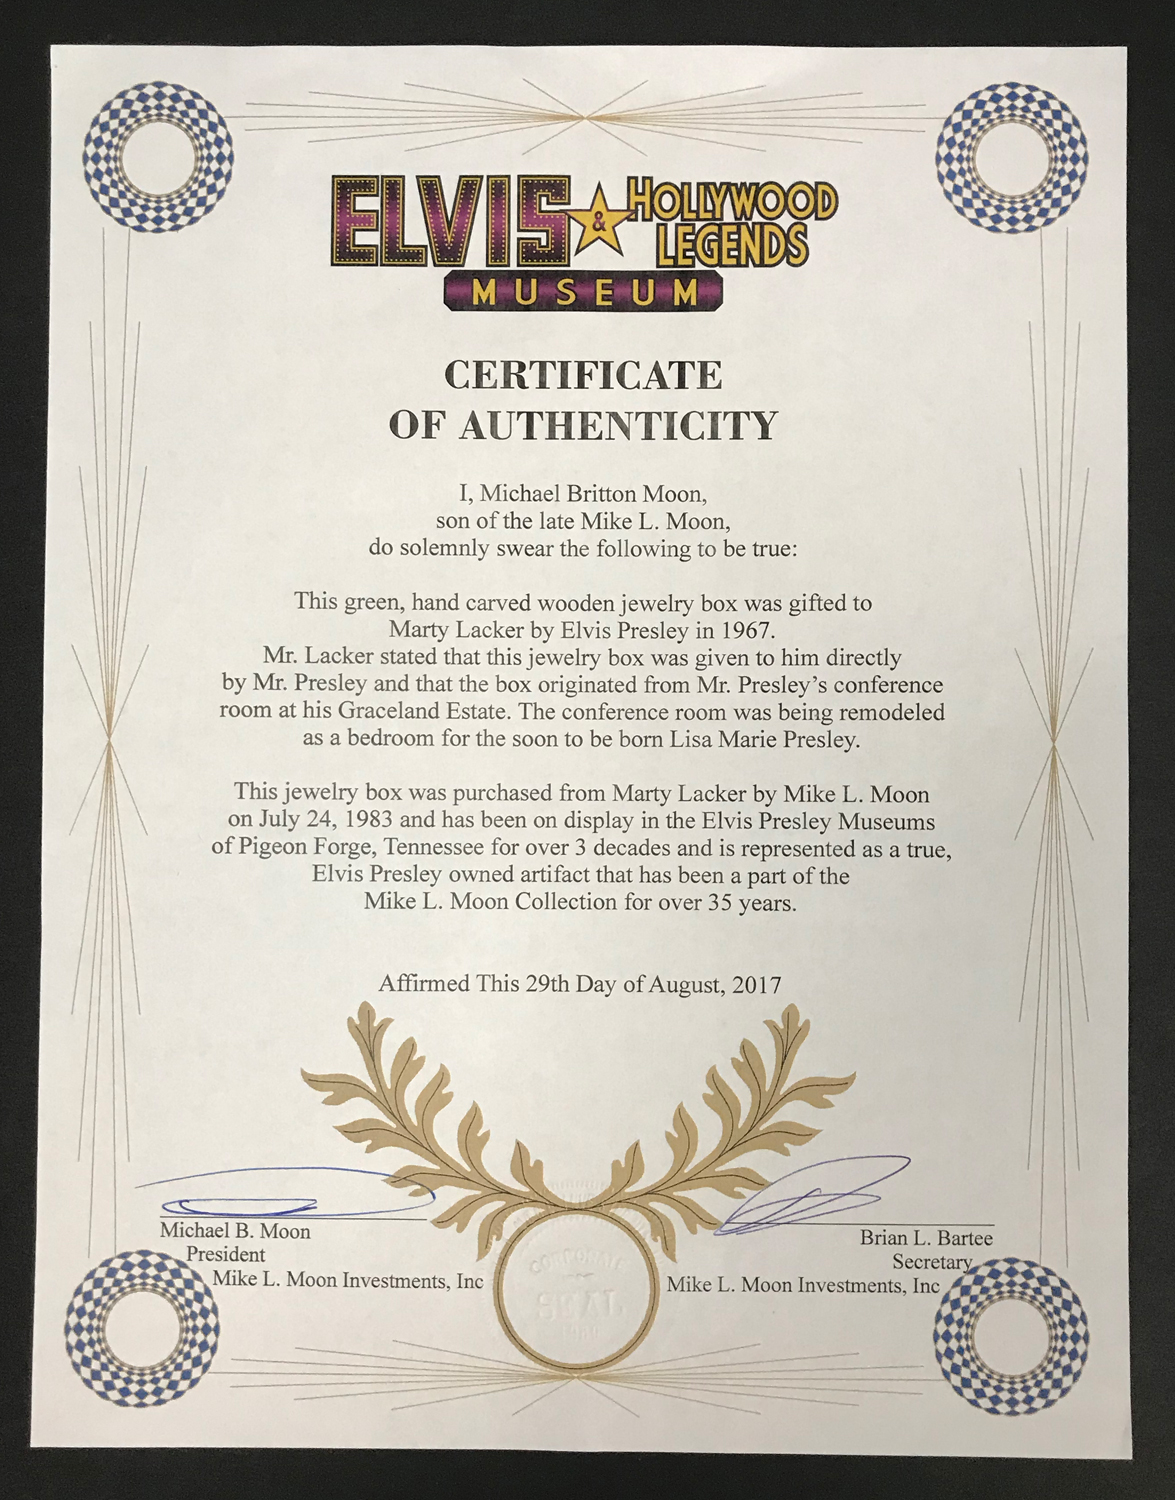 ELVIS & HOLLYWOOD LEGENDS
MUSEUM
CERTIFICATE
OF AUTHENTICITY
I, Michael Britton Moon,
son of the late Mike L. Moon,
do solemnly swear the following to be true:
This green, hand carved wooden jewelry box was gifted to
Marty Lacker by Elvis Presley in 1967.
Mr. Lacker stated that this jewelry box was given to him directly
by Mr. Presley and that the box originated from Mr. Presley's conference
room at his Graceland Estate. The conference room was being remodeled
as a bedroom for the soon to be born Lisa Marie Presley.
This jewelry box was purchased from Marty Lacker by Mike L. Moon
on July 24, 1983 and has been on display in the Elvis Presley Museums
of Pigeon Forge, Tennessee for over 3 decades and is represented as a true,
Elvis Presley owned artifact that has been a part of the
Mike L. Moon Collection for over 35 years.
Affirmed This 29th Day of August, 2017
Michael B. Moon
President
Mike L. Moon Investments, Inc
Brian L. Bartee
Secretary
Mike L. Moon Investments, Inc
CORPORATE
SEAL